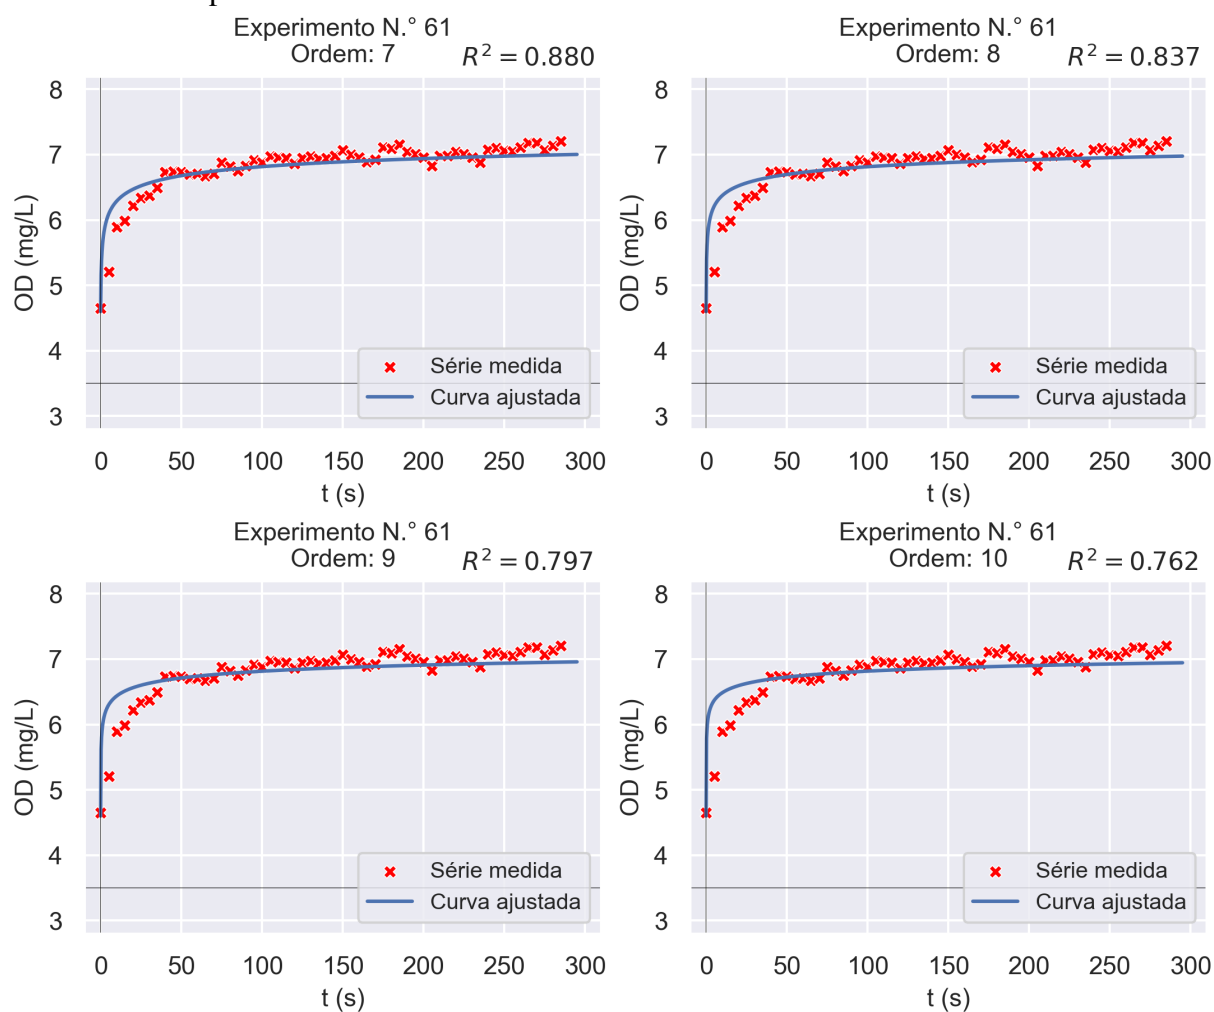 Experimento N.° 61
Ordem: 7
R² = 0.880
8
7
6
5
4
3
OD (mg/L)
Série medida
Curva ajustada
0 50 100 150 200 250 300
t (s)
Experimento N.° 61
Ordem: 8
R² = 0.837
8
7
6
5
4
3
OD (mg/L)
Série medida
Curva ajustada
0 50 100 150 200 250 300
t (s)
Experimento N.° 61
Ordem: 9
R² = 0.797
8
7
6
5
4
3
OD (mg/L)
Série medida
Curva ajustada
0 50 100 150 200 250 300
t (s)
Experimento N.° 61
Ordem: 10
R² = 0.762
8
7
6
5
4
3
OD (mg/L)
Série medida
Curva ajustada
0 50 100 150 200 250 300
t (s)